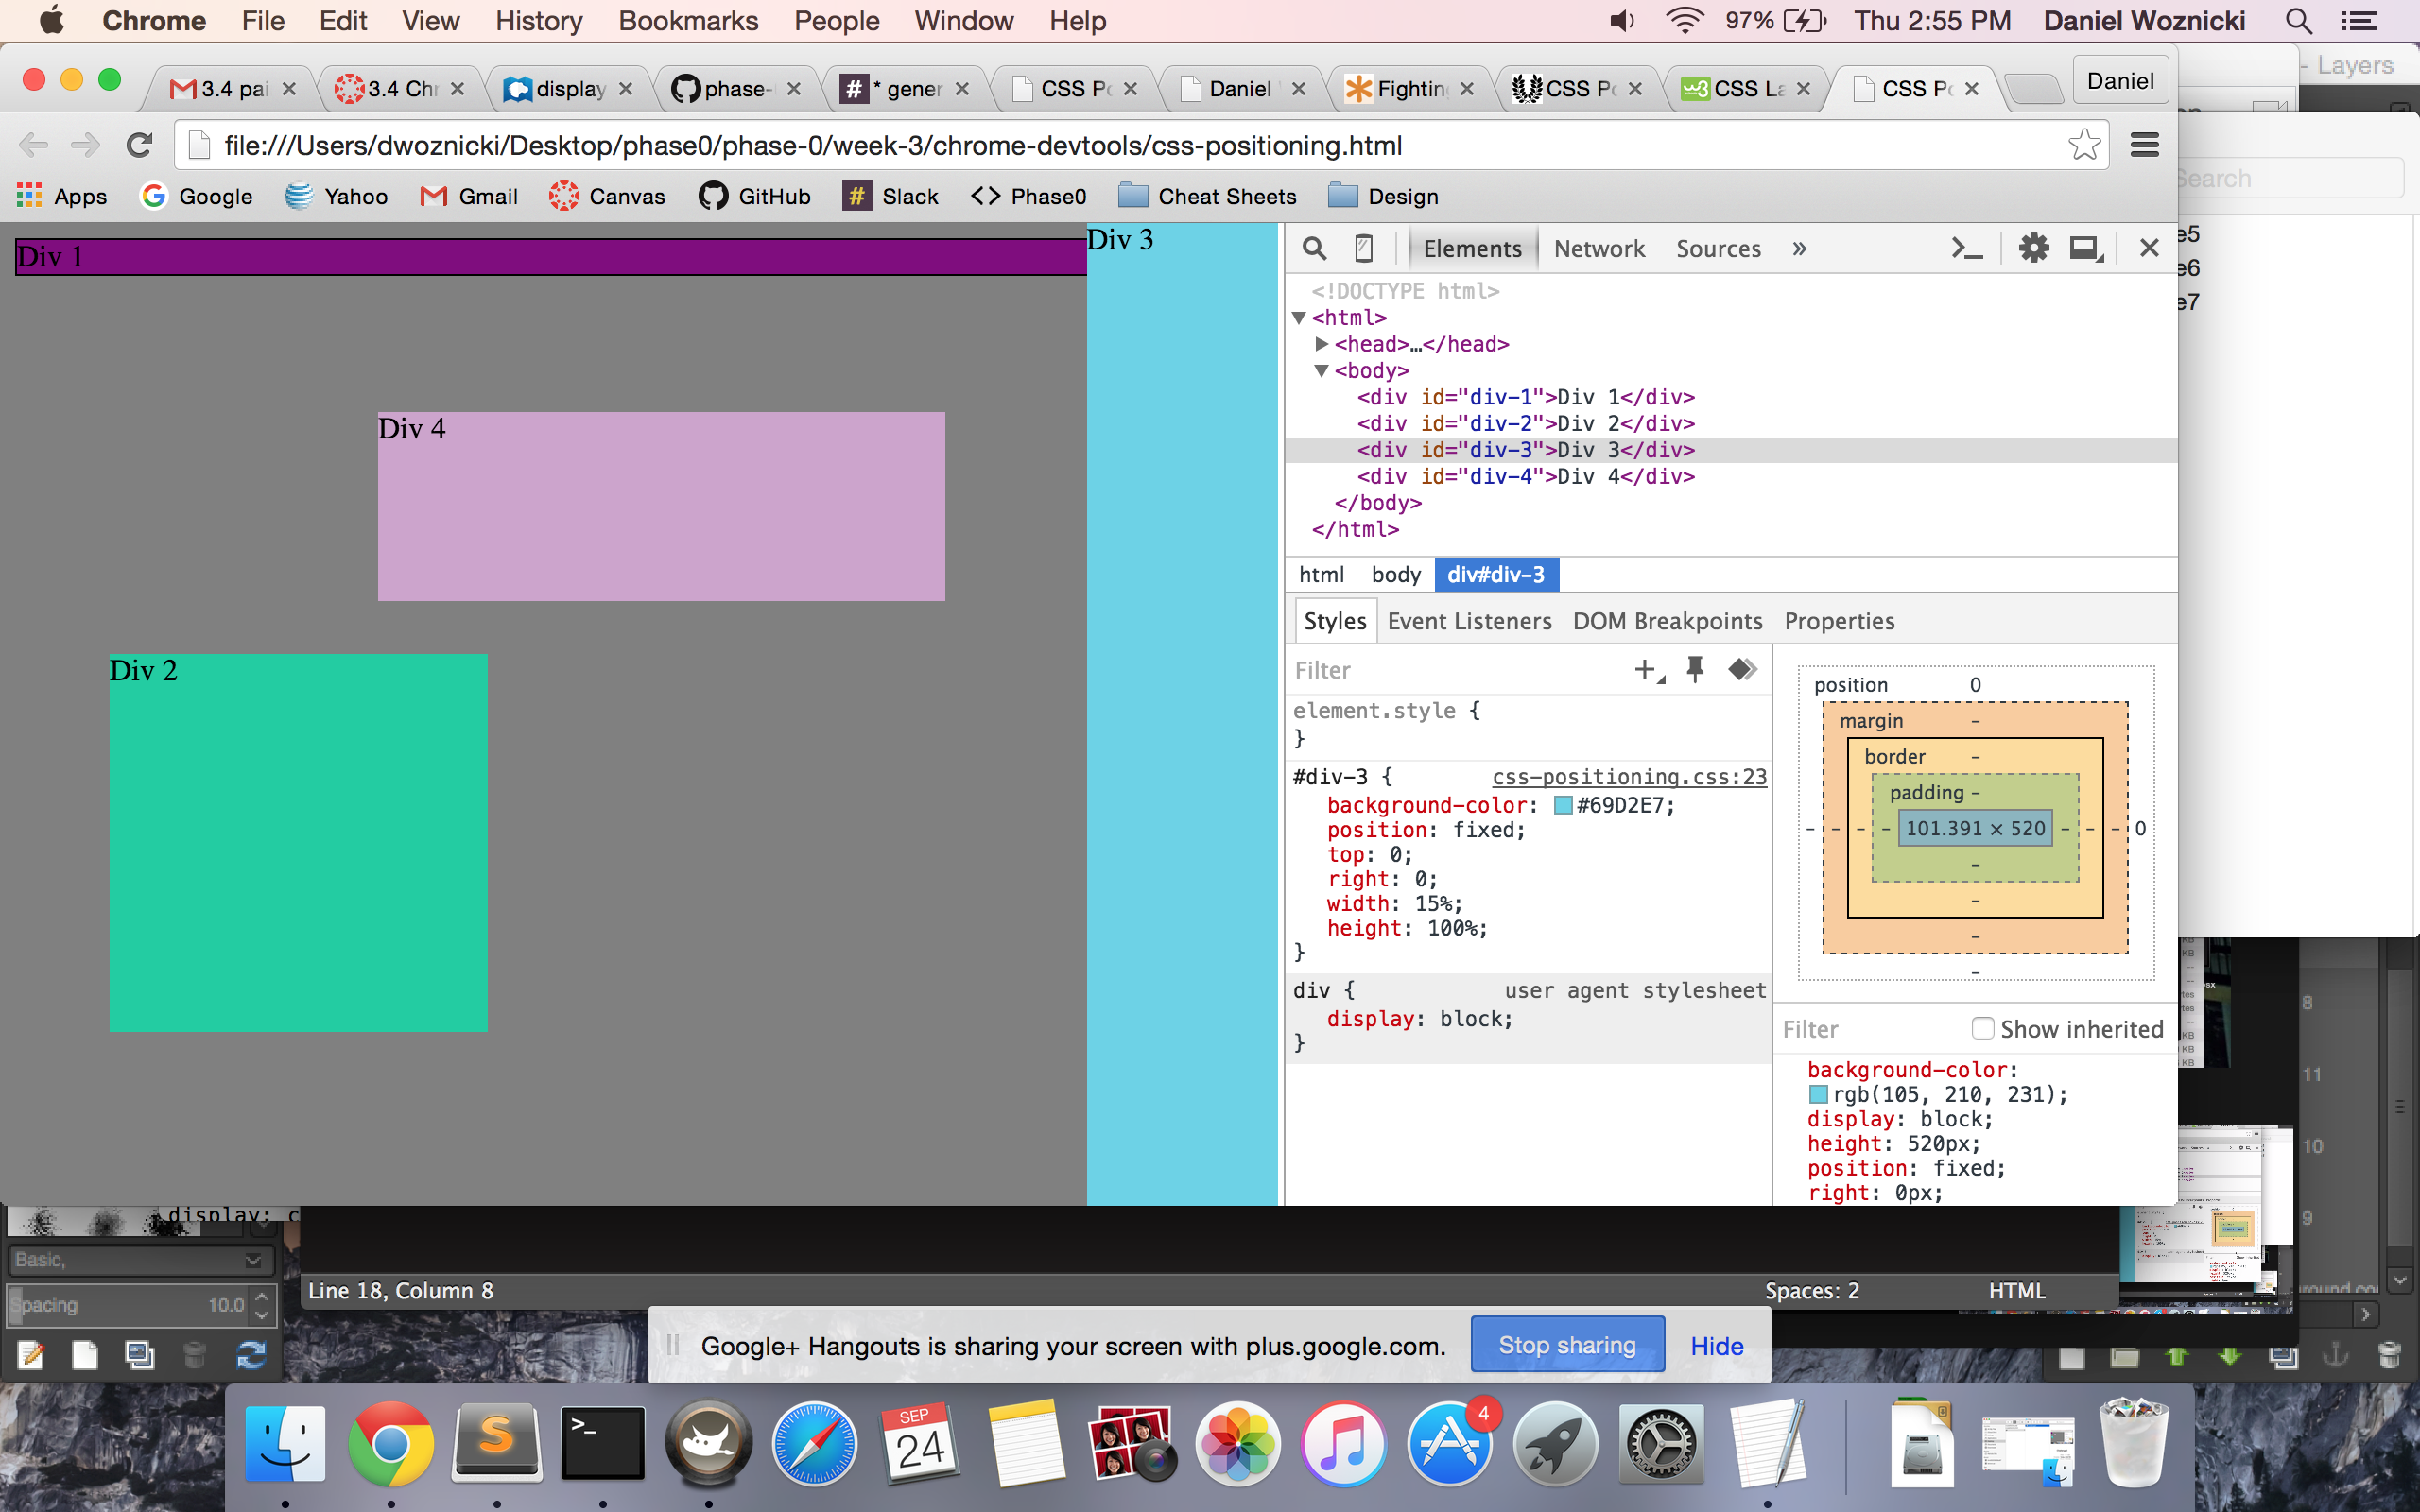 Chrome File Edit View History Bookmarks People Window Help 97% Thu 2:55 PM Daniel Woznicki
3.4 pai 3.4 Chr display phase- * gener CSS Po Daniel Fighting CSS Po CSS La CSS Po Daniel
- Layers
file:///Users/dwoznicki/Desktop/phase0/phase-0/week-3/chrome-devtools/css-positioning.html
Search
Apps Google Yahoo Gmail Canvas GitHub Slack <> Phase0 Cheat Sheets Design
e5
e6
e7
Div 1
Div 3
Div 4
Div 2
Elements Network Sources »
<!DOCTYPE html>
<html>
<head>…</head>
<body>
<div id="div-1">Div 1</div>
<div id="div-2">Div 2</div>
<div id="div-3">Div 3</div>
<div id="div-4">Div 4</div>
</body>
</html>
html body div#div-3
Styles Event Listeners DOM Breakpoints Properties
Filter
element.style {
}
#div-3 { css-positioning.css:23
background-color: #69D2E7;
position: fixed;
top: 0;
right: 0;
width: 15%;
height: 100%;
}
div { user agent stylesheet
display: block;
}
position 0
margin -
border -
padding -
- - - - 101.391 × 520 - - - 0
-
-
-
-
Filter Show inherited
background-color:
rgb(105, 210, 231);
display: block;
height: 520px;
position: fixed;
right: 0px;
8
11
10
9
display: c
Basic,
Spacing 10.0
Line 18, Column 8 Spaces: 2 HTML
Google+ Hangouts is sharing your screen with plus.google.com. Stop sharing Hide
SEP
24
4